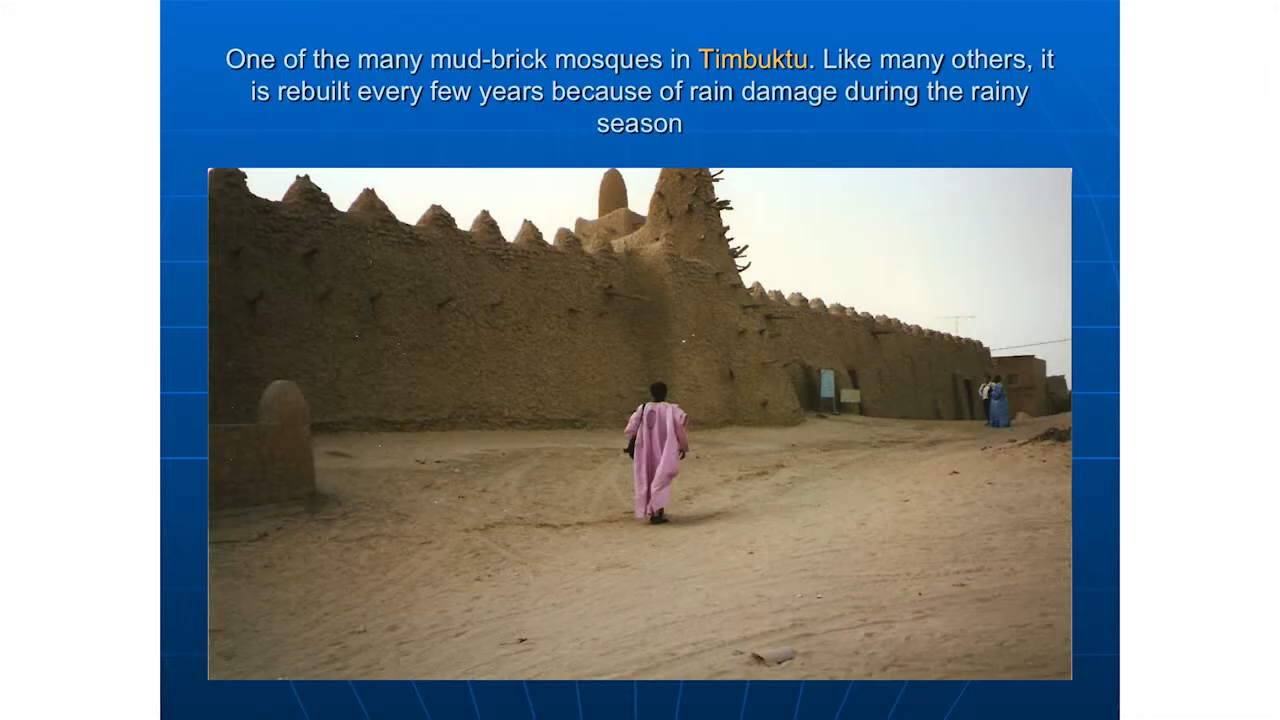 One of the many mud-brick mosques in Timbuktu. Like many others, it
is rebuilt every few years because of rain damage during the rainy
season